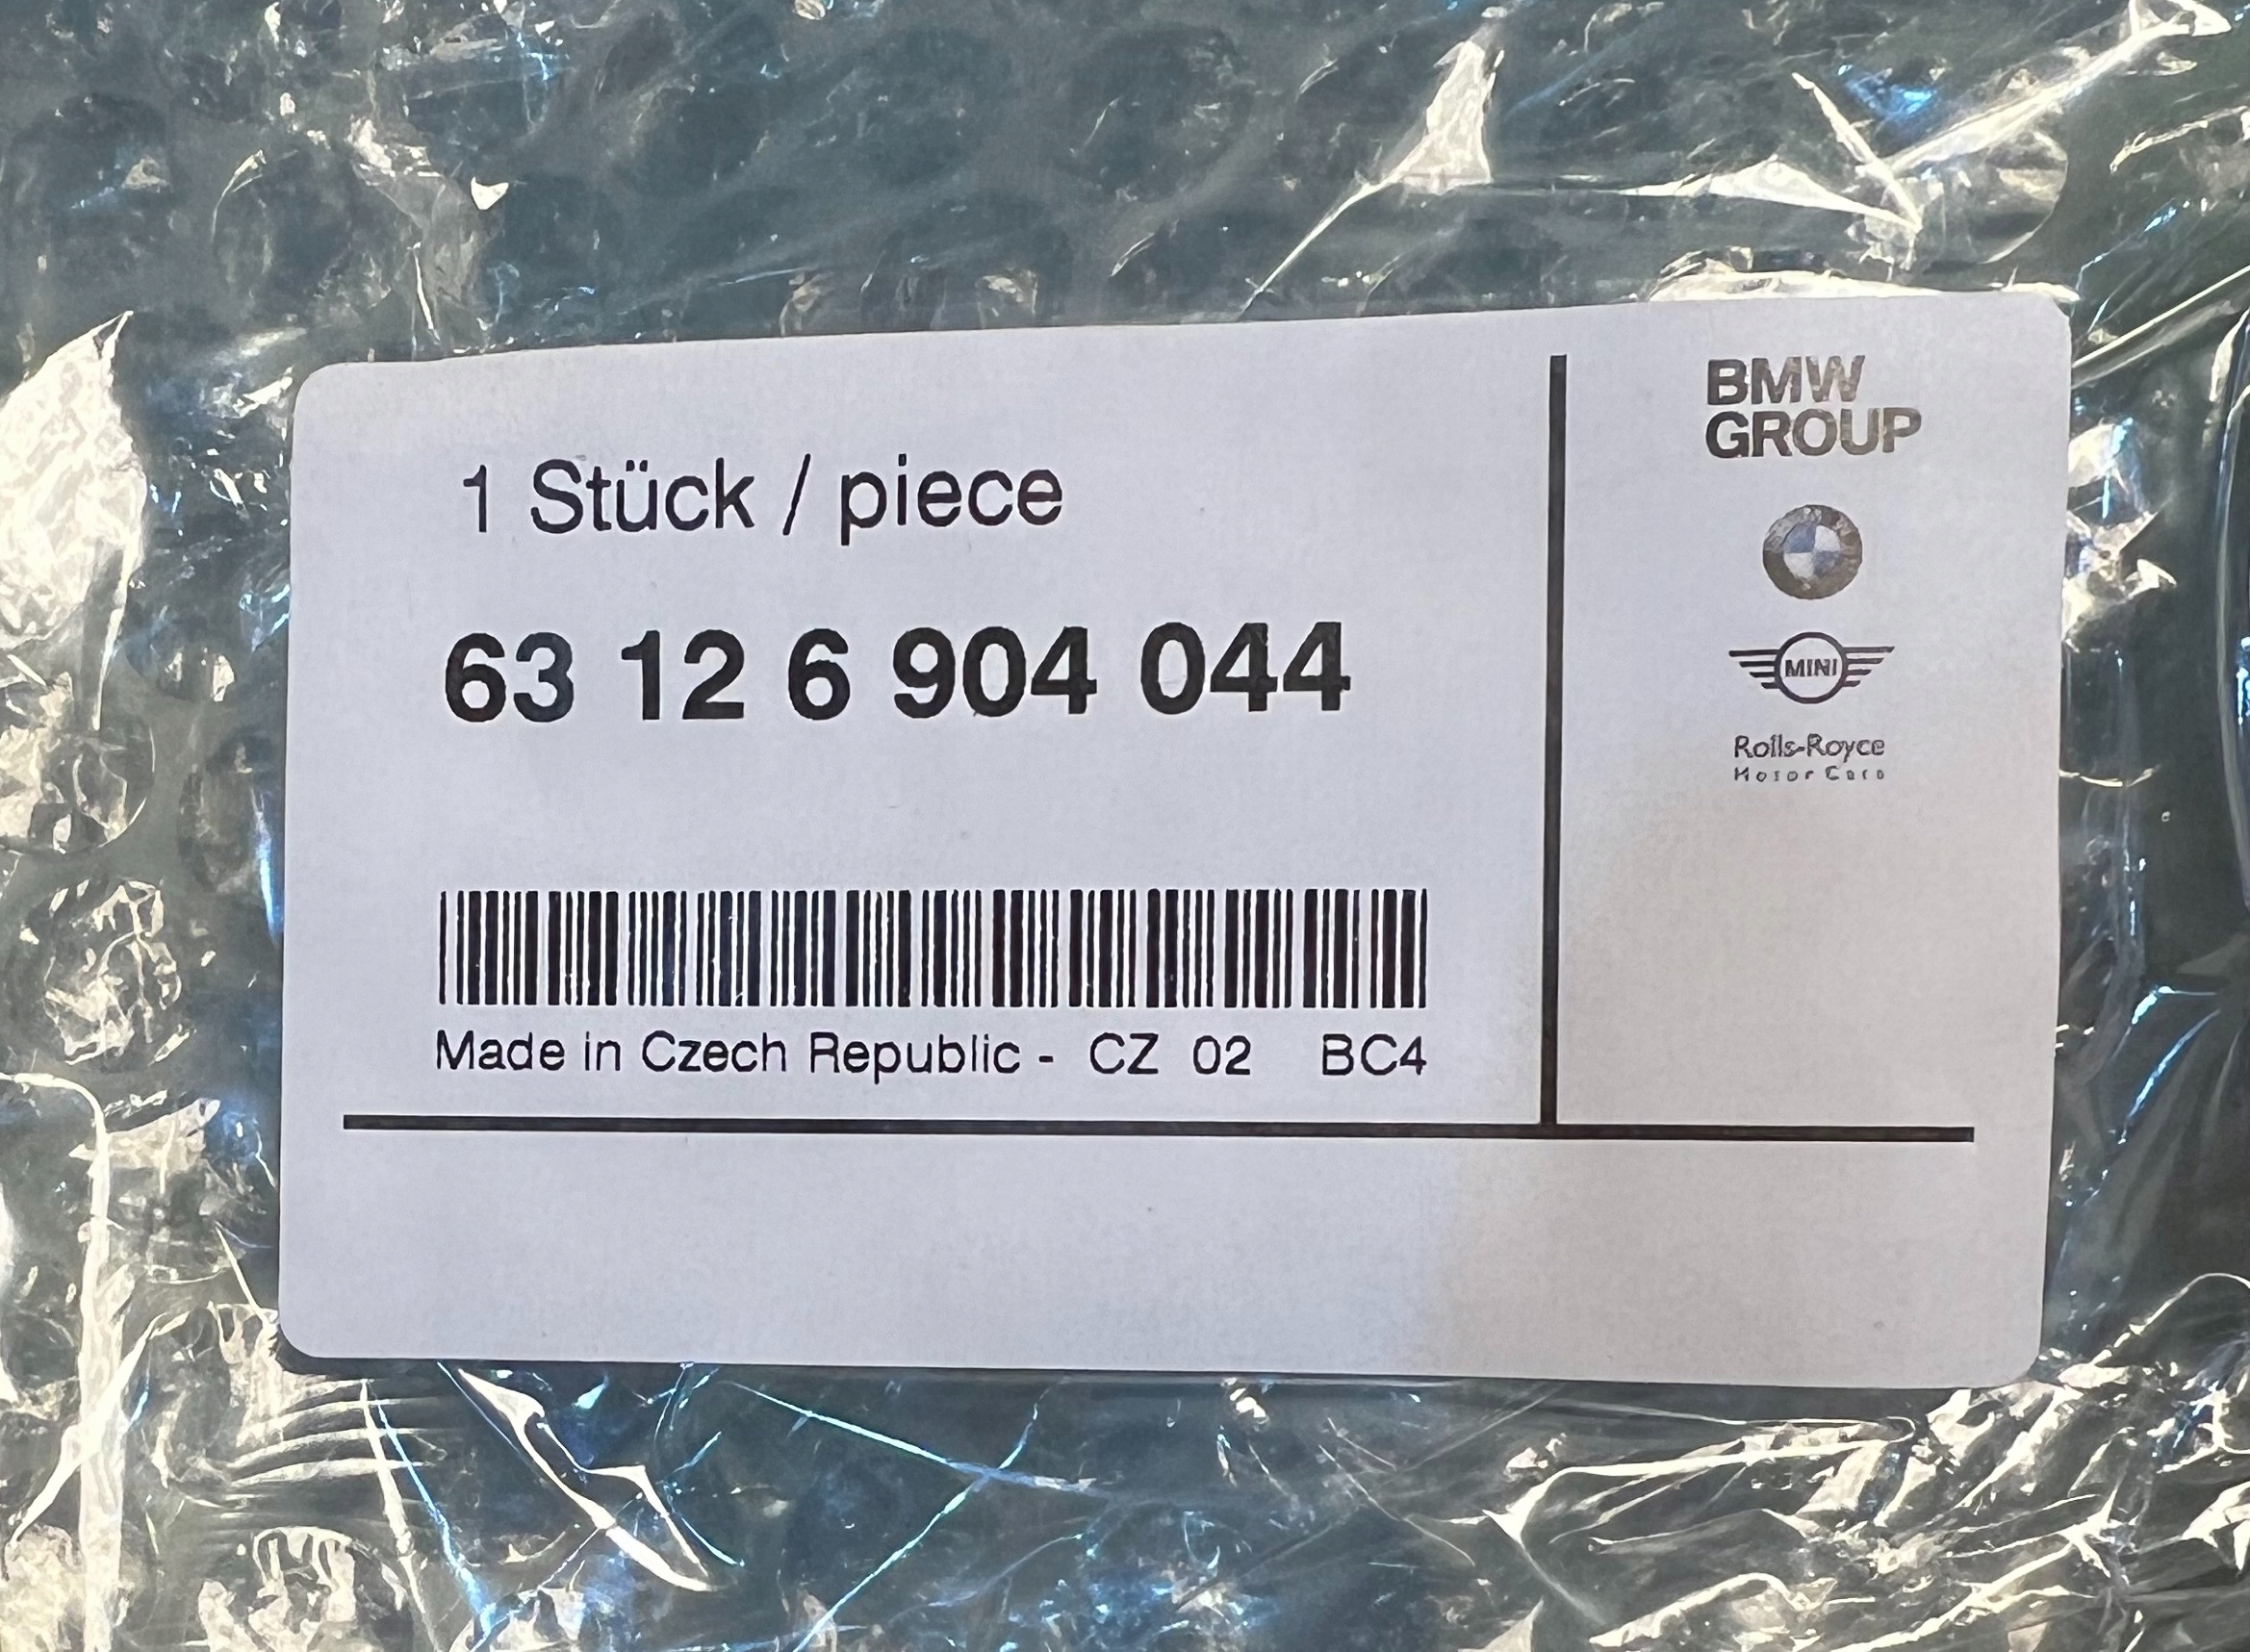 1 Stück / piece
63 12 6 904 044
Made in Czech Republic - CZ 02 BC4
BMW
GROUP
MINI
Rolls-Royce
Motor Cars